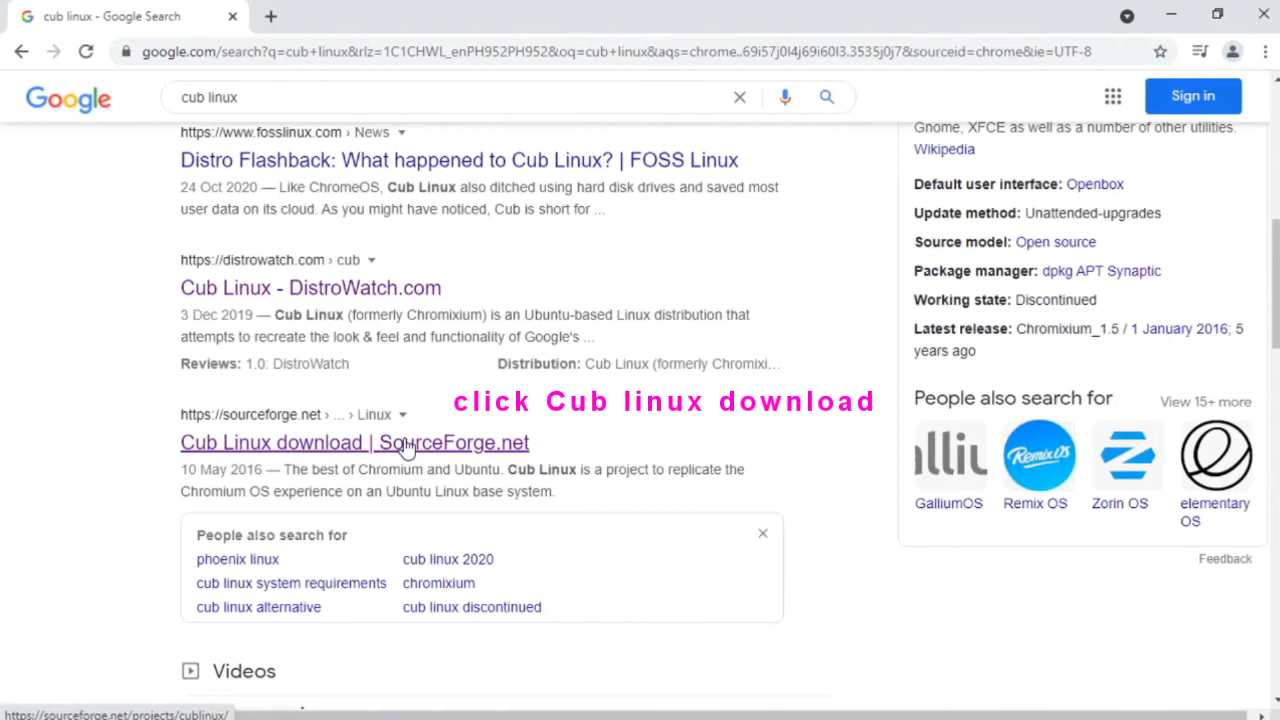 cub linux - Google Search
google.com/search?q=cub+linux&rlz=1C1CHWL_enPH952PH952&oq=cub+linux&aqs=chrome..69i57j0l4j69i60l3.3535j0j7&sourceid=chrome&ie=UTF-8
Google
cub linux
Sign in
https://www.fosslinux.com › News
Distro Flashback: What happened to Cub Linux? | FOSS Linux
24 Oct 2020 — Like ChromeOS, Cub Linux also ditched using hard disk drives and saved most
user data on its cloud. As you might have noticed, Cub is short for ...
https://distrowatch.com › cub
Cub Linux - DistroWatch.com
3 Dec 2019 — Cub Linux (formerly Chromixium) is an Ubuntu-based Linux distribution that
attempts to recreate the look & feel and functionality of Google's ...
Reviews: 1.0: DistroWatch
Distribution: Cub Linux (formerly Chromixi...
click Cub linux download
https://sourceforge.net › ... › Linux
Cub Linux download | SourceForge.net
10 May 2016 — The best of Chromium and Ubuntu. Cub Linux is a project to replicate the
Chromium OS experience on an Ubuntu Linux base system.
People also search for
phoenix linux
cub linux 2020
cub linux system requirements
chromixium
cub linux alternative
cub linux discontinued
Videos
https://sourceforge.net/projects/cublinux/
Gnome, XFCE as well as a number of other utilities.
Wikipedia
Default user interface: Openbox
Update method: Unattended-upgrades
Source model: Open source
Package manager: dpkg APT Synaptic
Working state: Discontinued
Latest release: Chromixium_1.5 / 1 January 2016; 5
years ago
People also search for
View 15+ more
alliu
RemixOS
GalliumOS
Remix OS
Zorin OS
elementary
OS
Feedback